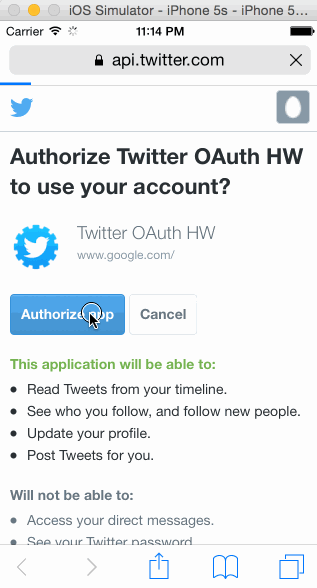 iOS Simulator - iPhone 5s - iPhone 5...
Carrier 11:14 PM
api.twitter.com
Authorize Twitter OAuth HW
to use your account?
Twitter OAuth HW
www.google.com/
Authorize app Cancel
This application will be able to:
• Read Tweets from your timeline.
• See who you follow, and follow new people.
• Update your profile.
• Post Tweets for you.
Will not be able to:
• Access your direct messages.
• See your Twitter password.